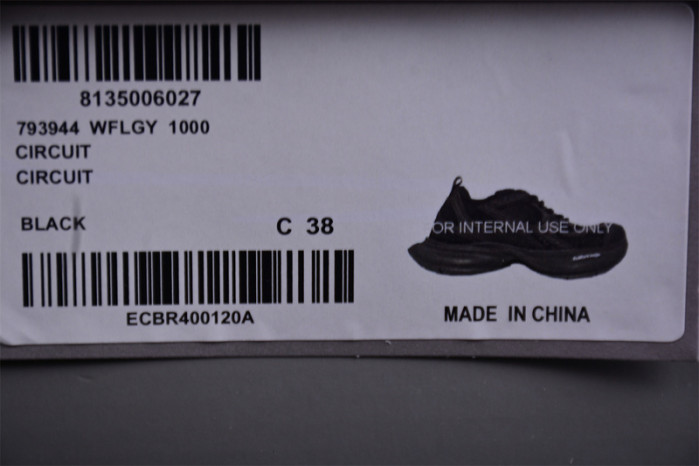 8135006027
793944 WFLGY 1000
CIRCUIT
CIRCUIT
BLACK
C 38
OR INTERNAL USE ONLY
ECBR400120A
MADE IN CHINA